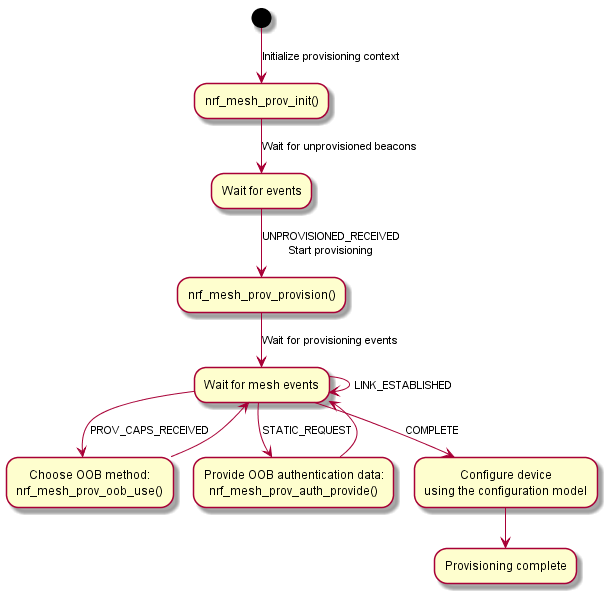 Initialize provisioning context
nrf_mesh_prov_init()
Wait for unprovisioned beacons
Wait for events
UNPROVISIONED_RECEIVED
Start provisioning
nrf_mesh_prov_provision()
Wait for provisioning events
Wait for mesh events
LINK_ESTABLISHED
PROV_CAPS_RECEIVED
STATIC_REQUEST
COMPLETE
Choose OOB method:
nrf_mesh_prov_oob_use()
Provide OOB authentication data:
nrf_mesh_prov_auth_provide()
Configure device
using the configuration model
Provisioning complete